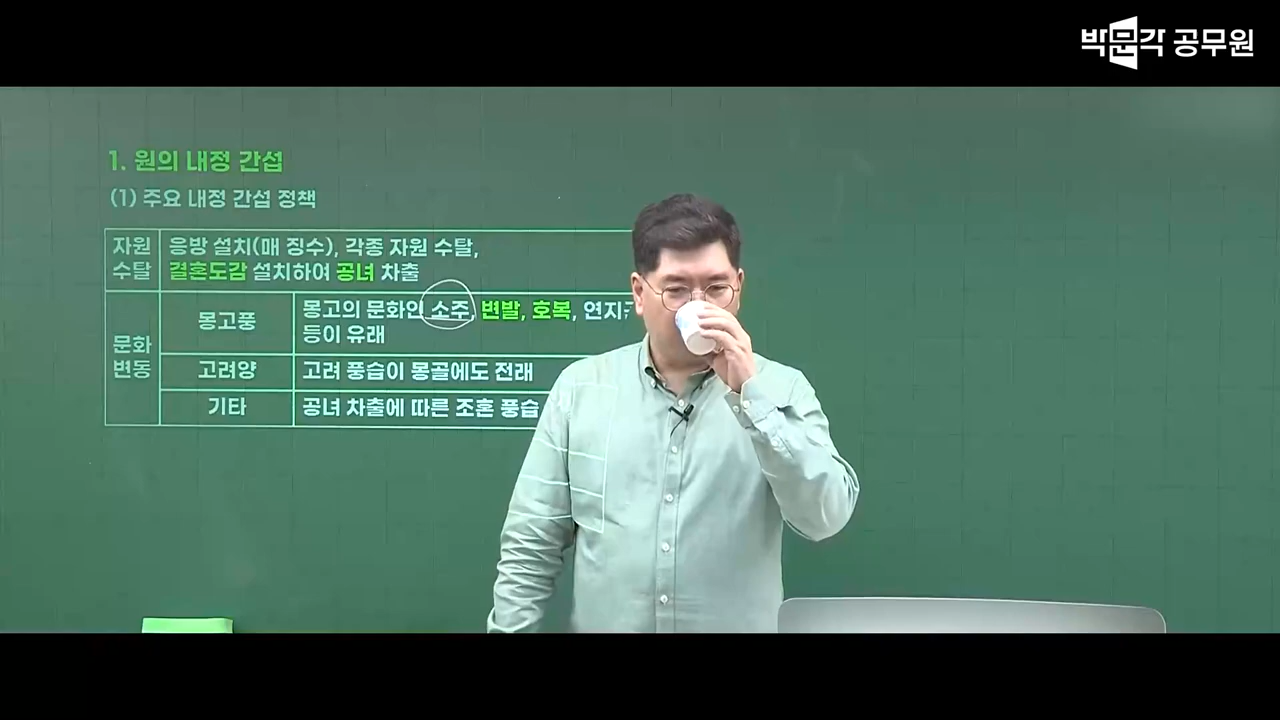 박문각 공무원
1. 원의 내정 간섭
(1) 주요 내정 간섭 정책
자원 수탈
응방 설치(매 징수), 각종 자원 수탈,
결혼도감 설치하여 공녀 차출
문화 변동
몽고풍
몽고의 문화인 소주, 변발, 호복, 연지
등이 유래
고려양
고려 풍습이 몽골에도 전래
기타
공녀 차출에 따른 조혼 풍습